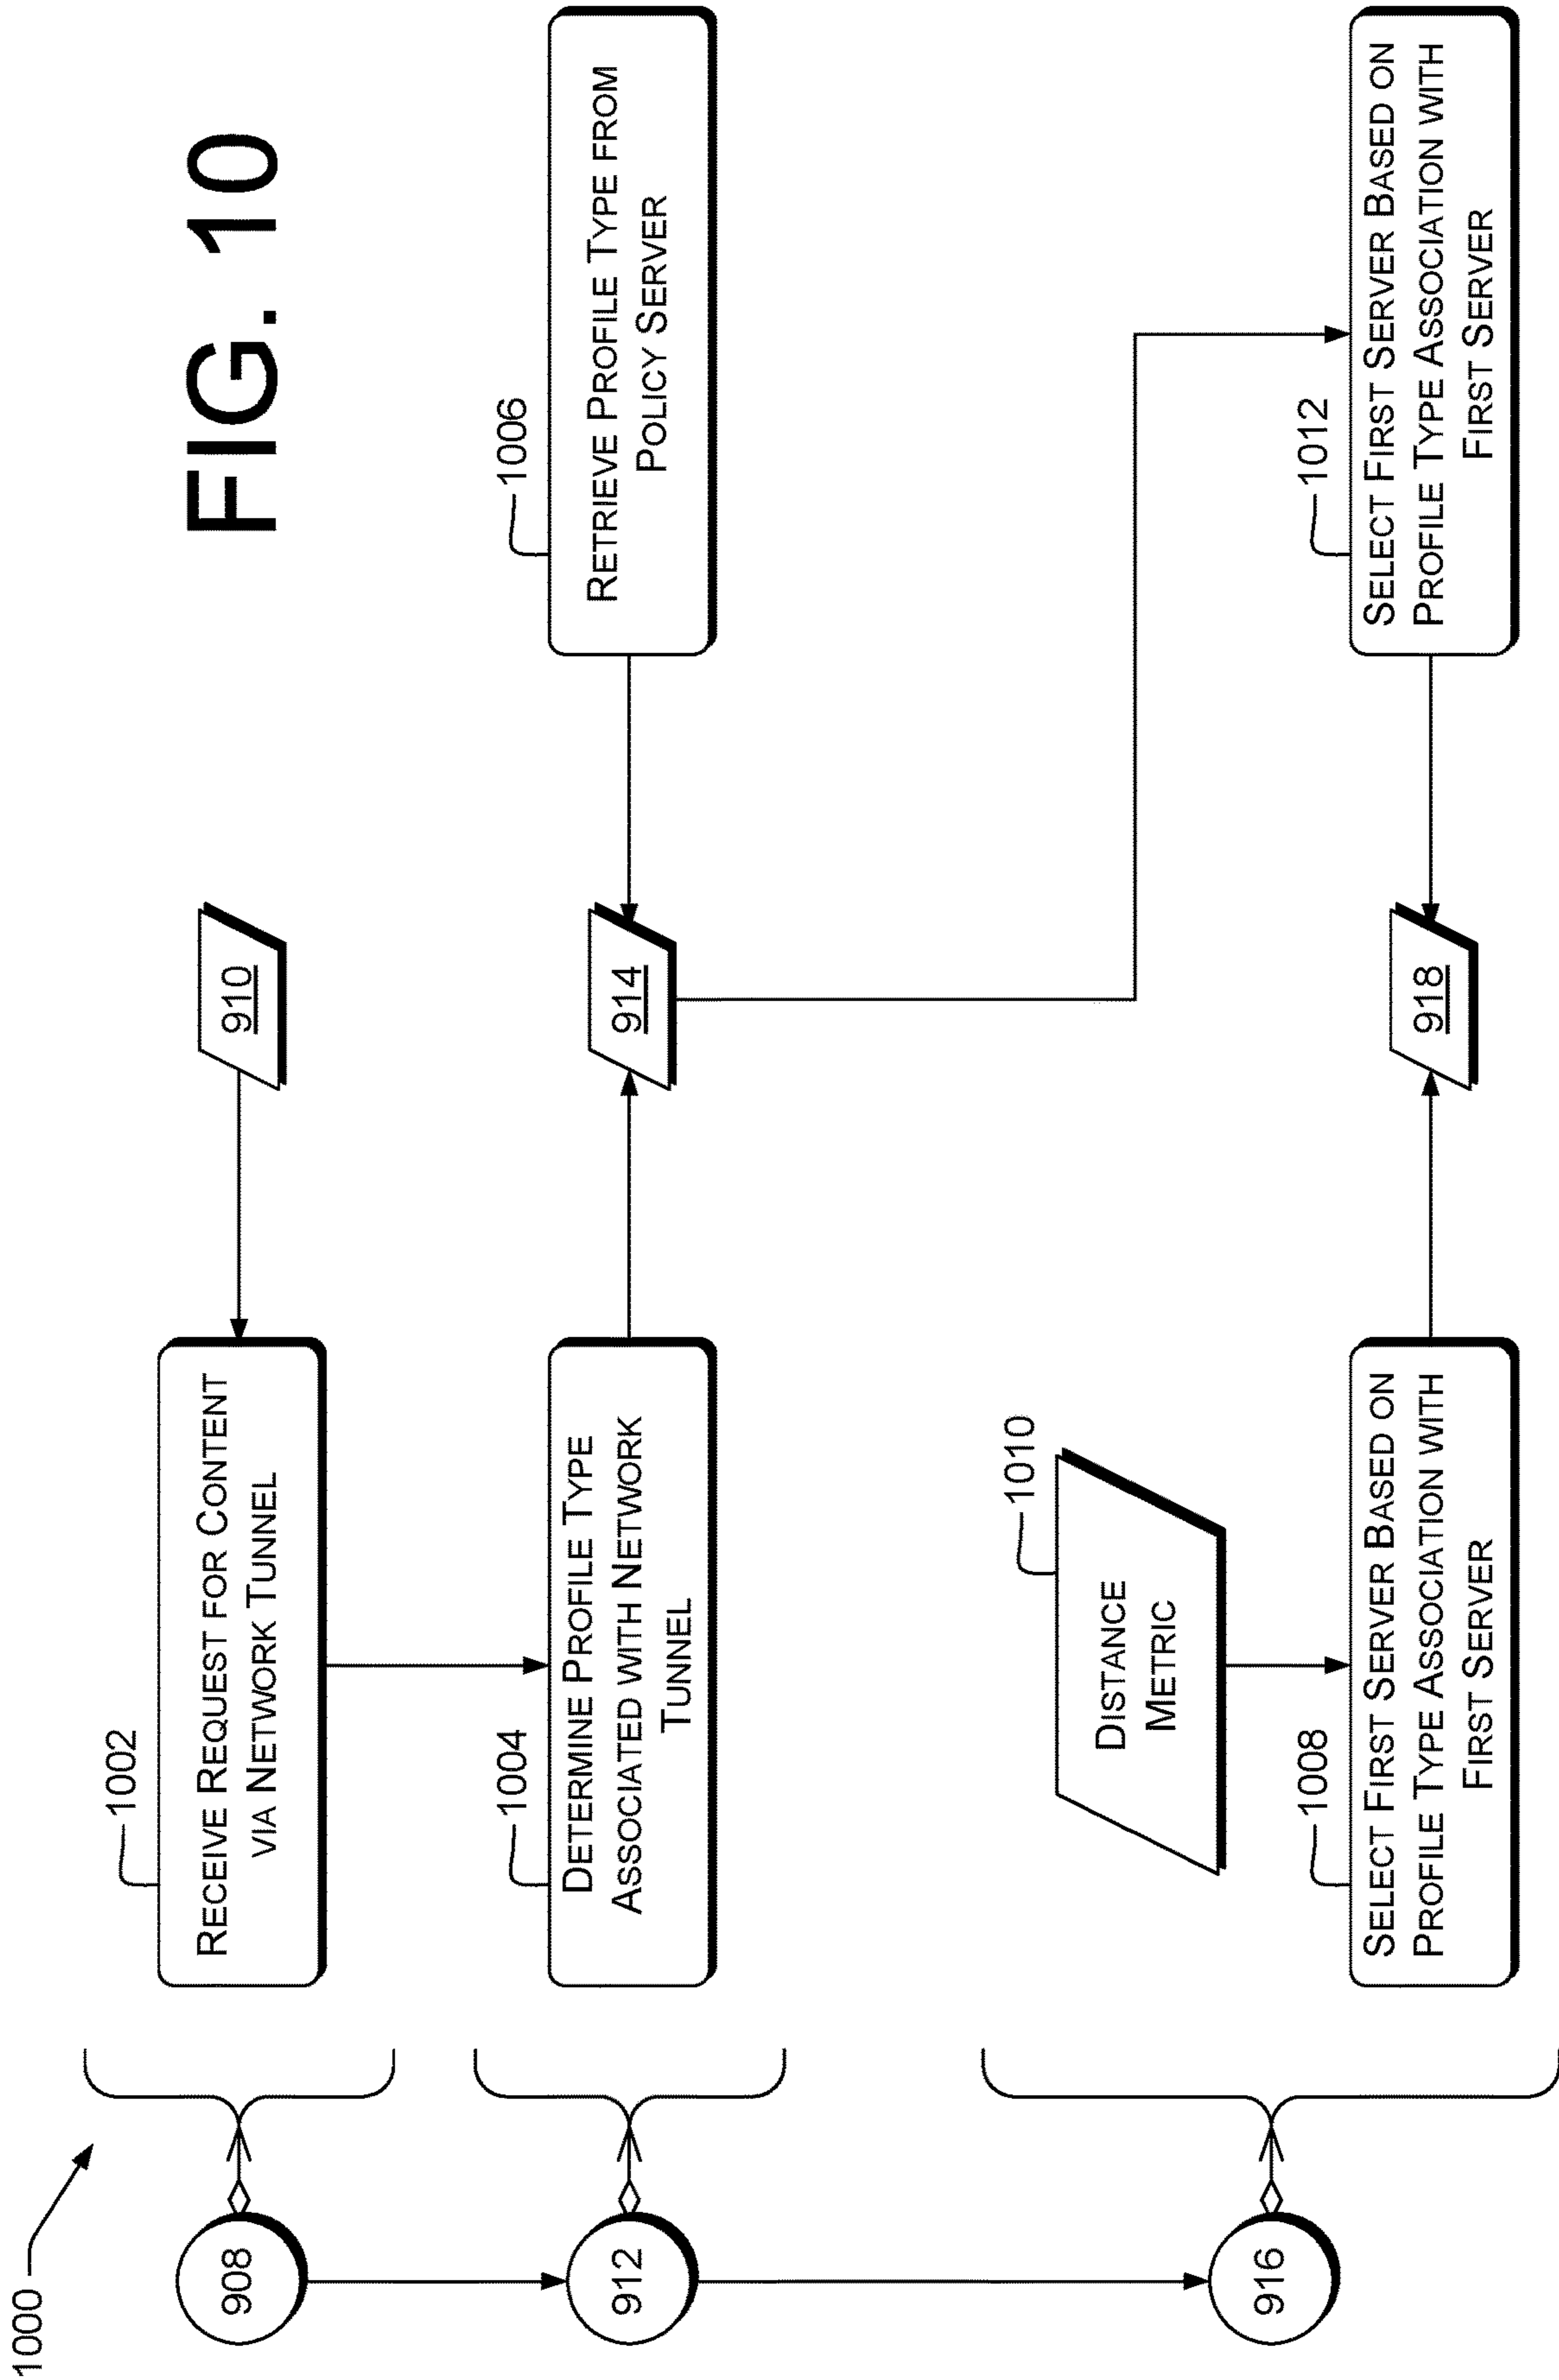 1000
FIG. 10
908
1002
RECEIVE REQUEST FOR CONTENT
VIA NETWORK TUNNEL
910
912
1004
DETERMINE PROFILE TYPE
ASSOCIATED WITH NETWORK
TUNNEL
914
1006
RETRIEVE PROFILE TYPE FROM
POLICY SERVER
916
1010
DISTANCE
METRIC
1008
SELECT FIRST SERVER BASED ON
PROFILE TYPE ASSOCIATION WITH
FIRST SERVER
918
1012
SELECT FIRST SERVER BASED ON
PROFILE TYPE ASSOCIATION WITH
FIRST SERVER